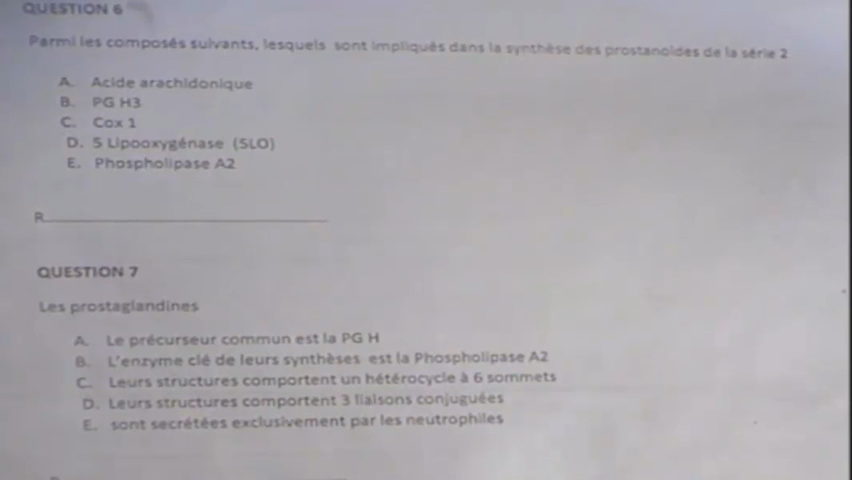 QUESTION 6
Parmi les composés suivants, lesquels sont impliqués dans la synthèse des prostanoïdes de la série 2
A. Acide arachidonique
B. PG H3
C. Cox 1
D. 5 Lipooxygénase (5LO)
E. Phospholipase A2
R
QUESTION 7
Les prostaglandines
A. Le précurseur commun est la PG H
B. L'enzyme clé de leurs synthèses est la Phospholipase A2
C. Leurs structures comportent un hétérocycle à 6 sommets
D. Leurs structures comportent 3 liaisons conjuguées
E. sont secrétées exclusivement par les neutrophiles